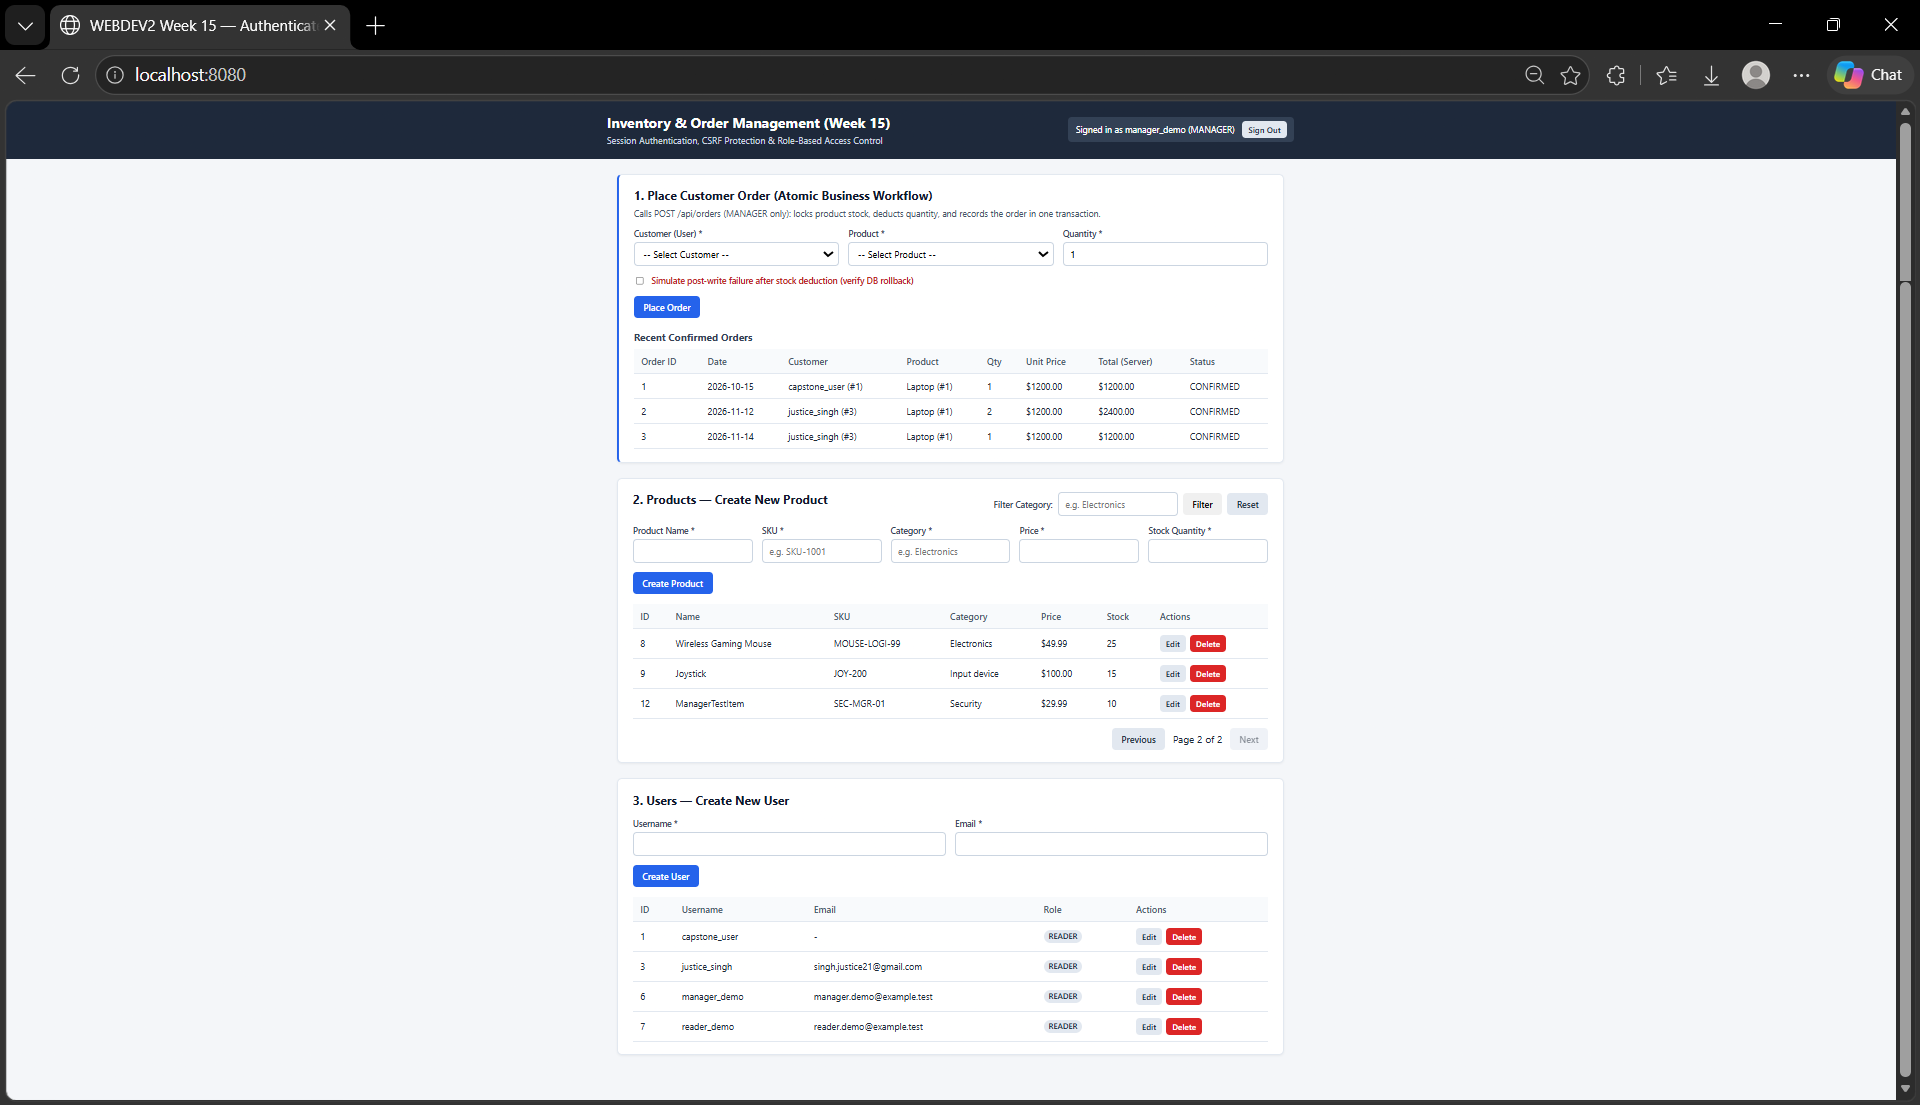 WEBDEV2 Week 15 — Authenticat
localhost:8080
Chat
Inventory & Order Management (Week 15)
Session Authentication, CSRF Protection & Role-Based Access Control
Signed in as manager_demo (MANAGER) Sign Out
1. Place Customer Order (Atomic Business Workflow)
Calls POST /api/orders (MANAGER only): locks product stock, deducts quantity, and records the order in one transaction.
Customer (User) * Product * Quantity *
-- Select Customer -- -- Select Product -- 1
Simulate post-write failure after stock deduction (verify DB rollback)
Place Order
Recent Confirmed Orders
Order ID Date Customer Product Qty Unit Price Total (Server) Status
1 2026-10-15 capstone_user (#1) Laptop (#1) 1 $1200.00 $1200.00 CONFIRMED
2 2026-11-12 justice_singh (#3) Laptop (#1) 2 $1200.00 $2400.00 CONFIRMED
3 2026-11-14 justice_singh (#3) Laptop (#1) 1 $1200.00 $1200.00 CONFIRMED
2. Products — Create New Product
Filter Category: e.g. Electronics Filter Reset
Product Name * SKU * Category * Price * Stock Quantity *
e.g. SKU-1001 e.g. Electronics
Create Product
ID Name SKU Category Price Stock Actions
8 Wireless Gaming Mouse MOUSE-LOGI-99 Electronics $49.99 25 Edit Delete
9 Joystick JOY-200 Input device $100.00 15 Edit Delete
12 ManagerTestItem SEC-MGR-01 Security $29.99 10 Edit Delete
Previous Page 2 of 2 Next
3. Users — Create New User
Username * Email *
Create User
ID Username Email Role Actions
1 capstone_user - READER Edit Delete
3 justice_singh singh.justice21@gmail.com READER Edit Delete
6 manager_demo manager.demo@example.test READER Edit Delete
7 reader_demo reader.demo@example.test READER Edit Delete